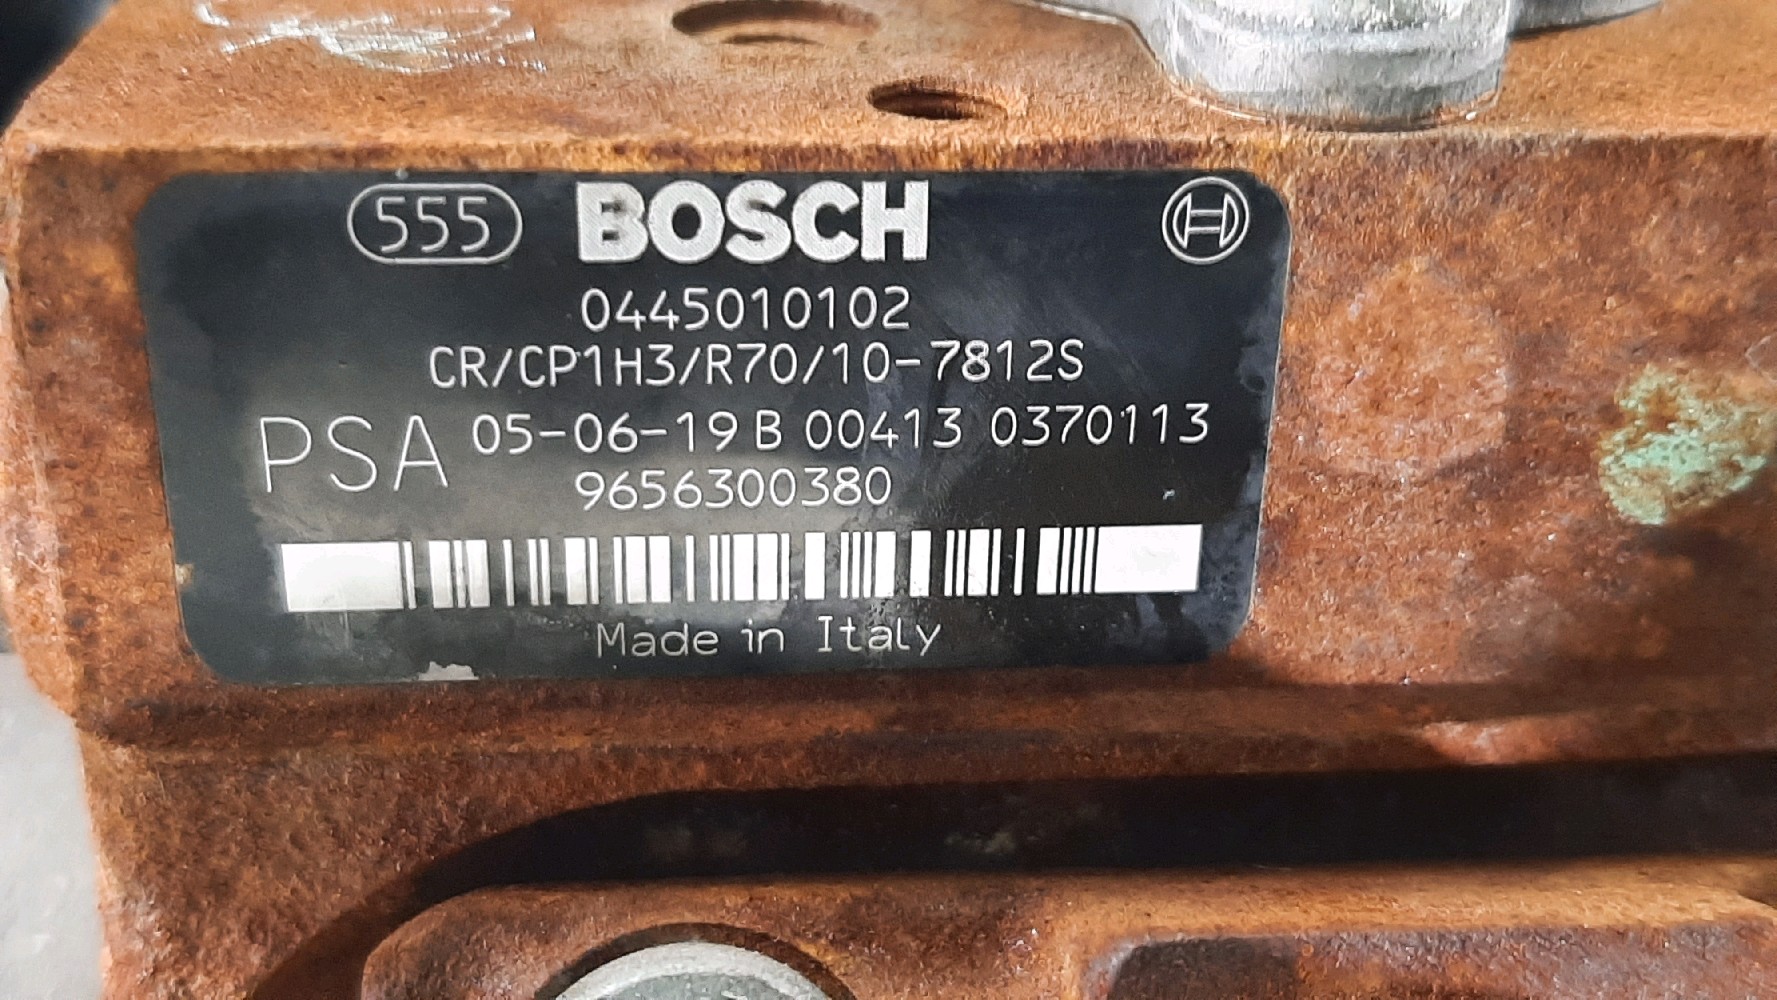 555 BOSCH
0445010102
CR/CP1H3/R70/10-7812S
PSA 05-06-19 B 00413 0370113
9656300380
Made in Italy